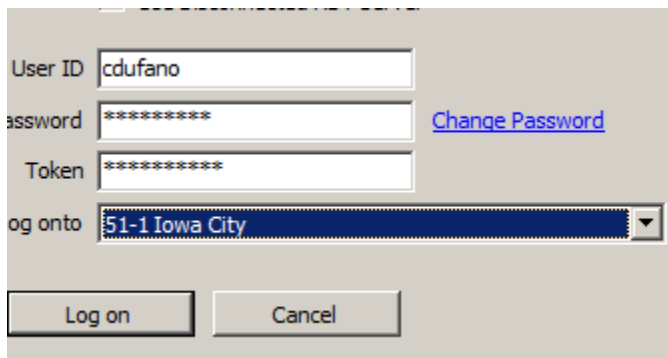 User ID cdufano
assword ********* Change Password
Token **********
og onto 51-1 Iowa City
Log on Cancel